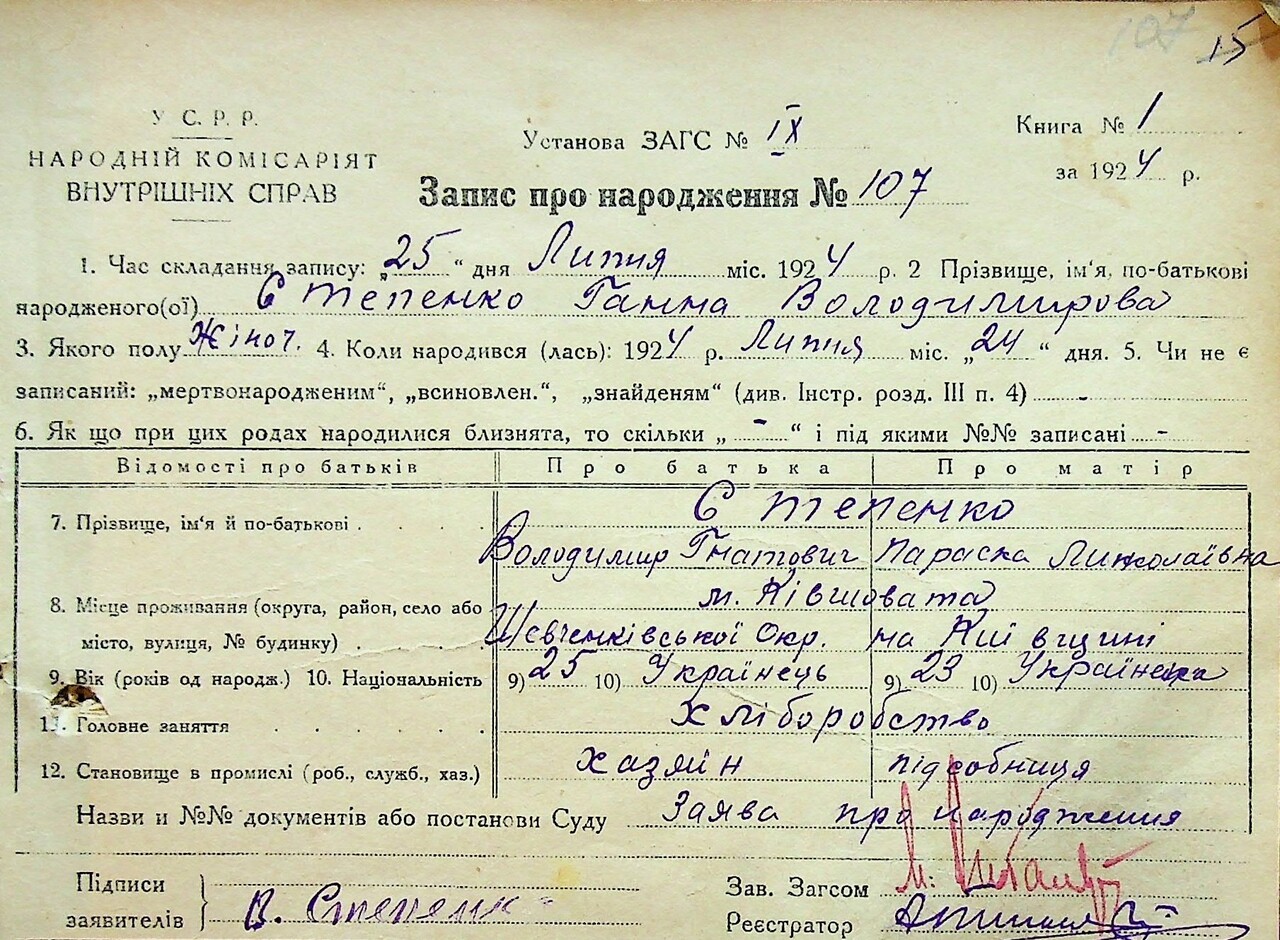 107 15
У С. Р. Р.
НАРОДНІЙ КОМІСАРІЯТ
ВНУТРІШНІХ СПРАВ
Установа ЗАГС № IX
Книга № 1
за 1924 р.
Запис про народження № 107
1. Час складання запису: „25“ дня Липня міс. 1924 р. 2 Прізвище, ім'я, по-батькові
народженого(ої) Степенко Ганна Володимирова
3. Якого полу Жіноч. 4. Коли народився (лась): 1924 р. Липня міс. „24“ дня. 5. Чи не є
записаний: „мертвонародженим“, „всиновлен.“, „знайденям“ (див. Інстр. розд. III п. 4) -
6. Як що при цих родах народилися близнята, то скільки „-“ і під якими №№ записані -
Відомості про батьків Про батька Про матір
7. Прізвище, ім'я й по-батькові Степенко
Володимир Гнатович Параска Миколаївна
8. Місце проживання (округа, район, село або м. Ківшовата
місто, вулиця, № будинку) Шевченківської Окр. на Київщині
9. Вік (років од народж.) 10. Національність 9) 25 10) Українець 9) 23 10) Українка
11. Головне заняття хліборобство
12. Становище в промислі (роб., служб., хаз.) хазяїн підсобниця
Назви и №№ документів або постанови Суду Заява про народження
Підписи
заявителів В. Степенко
Зав. Загсом М.
Реєстратор